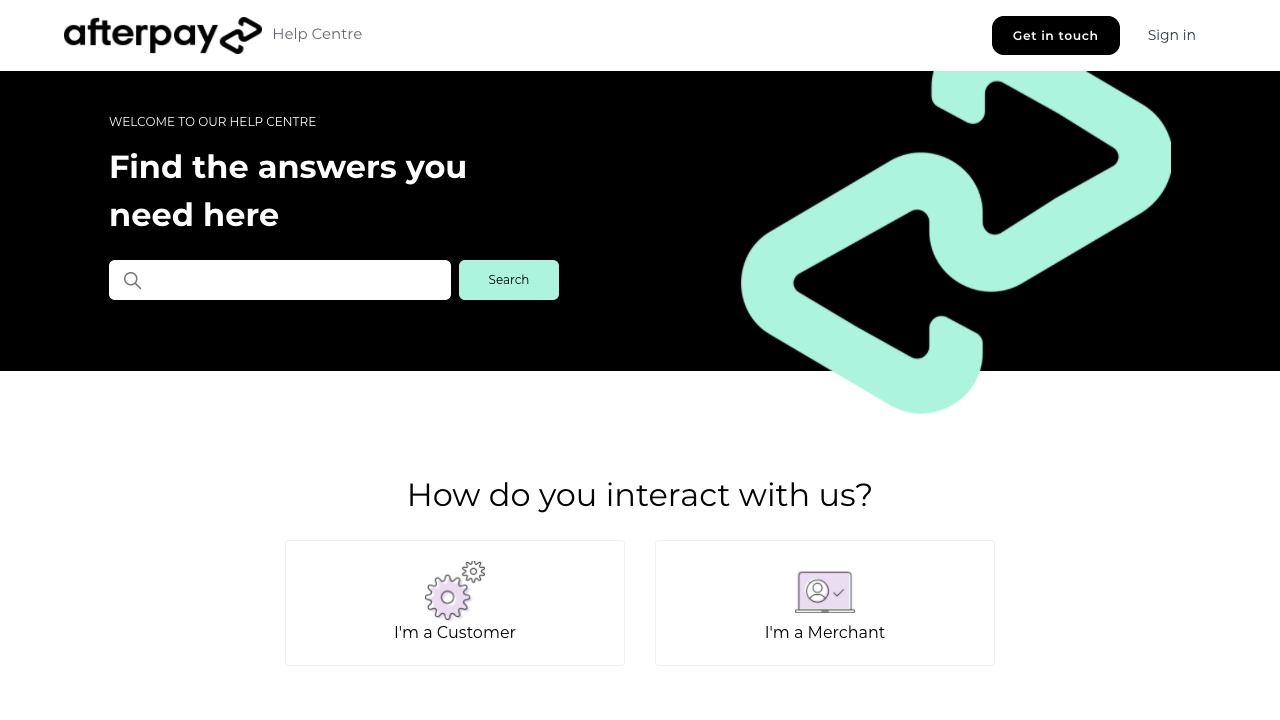 afterpay Help Centre
Get in touch
Sign in
WELCOME TO OUR HELP CENTRE
Find the answers you
need here
Search
How do you interact with us?
I'm a Customer
I'm a Merchant